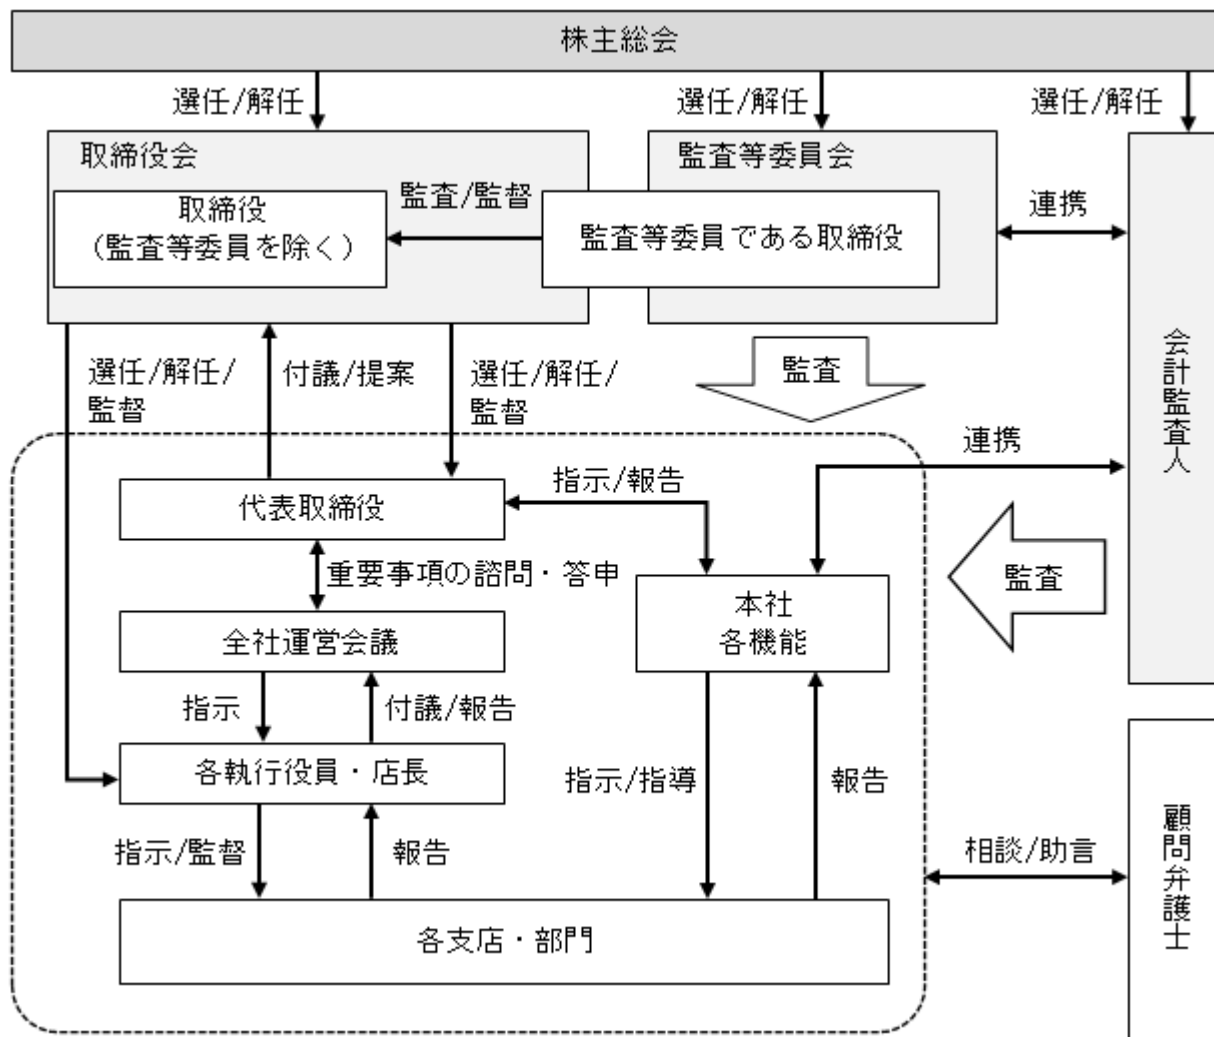 株主総会
選任/解任
選任/解任
選任/解任
取締役会
監査等委員会
取締役
（監査等委員を除く）
監査/監督
監査等委員である取締役
連携
会計監査人
選任/解任/
監督
付議/提案
選任/解任/
監督
監査
連携
代表取締役
指示/報告
重要事項の諮問・答申
本社
各機能
監査
全社運営会議
指示
付議/報告
各執行役員・店長
指示/指導
報告
指示/監督
報告
相談/助言
顧問弁護士
各支店・部門